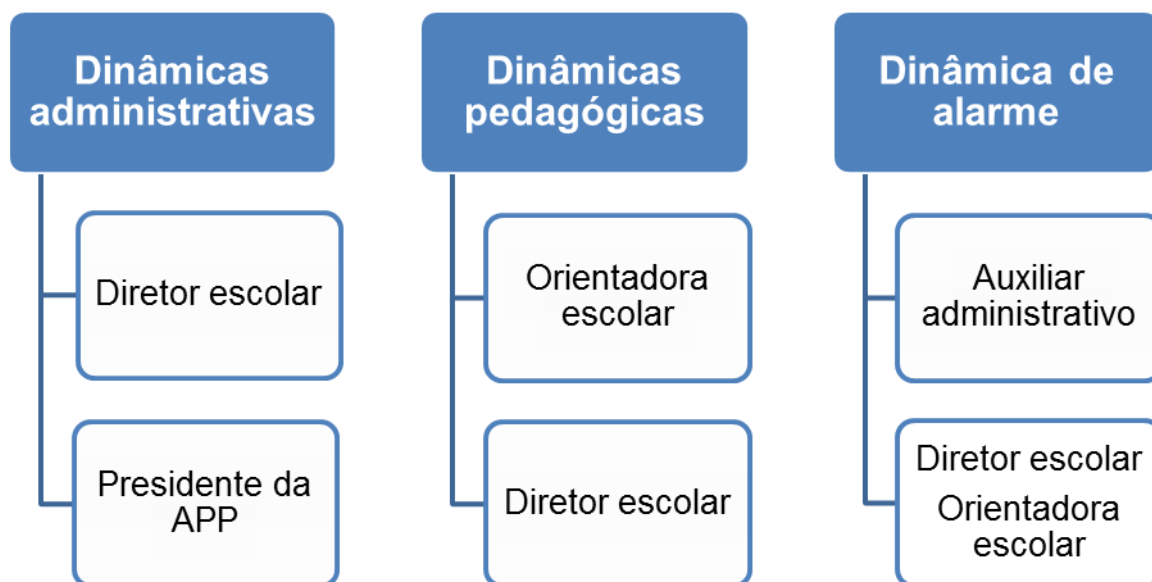 Dinâmicas
administrativas
Diretor escolar
Presidente da
APP
Dinâmicas
pedagógicas
Orientadora
escolar
Diretor escolar
Dinâmica de
alarme
Auxiliar
administrativo
Diretor escolar
Orientadora
escolar